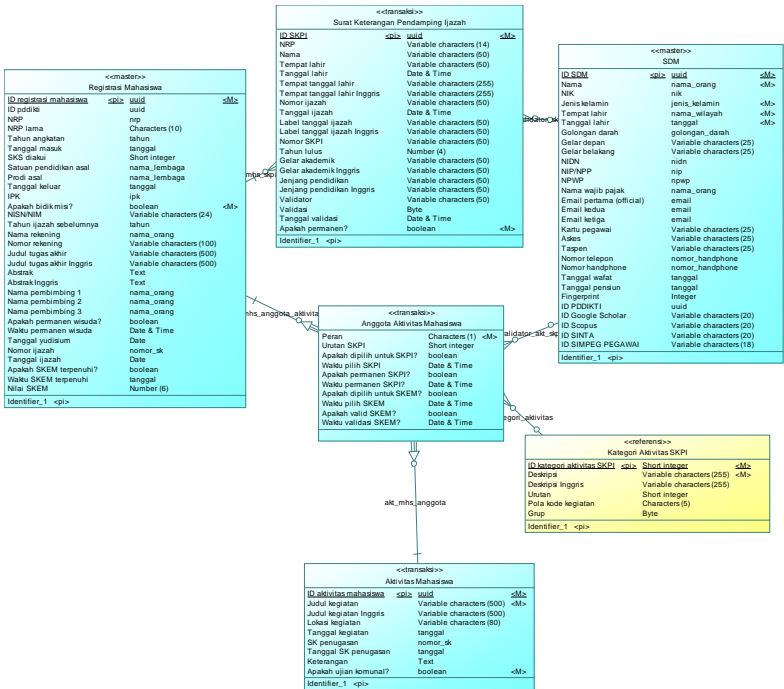 <<transaksi>>
Surat Keterangan Pendamping Ijazah
ID SKPI <pi> uuid <M>
NRP Variable characters (14)
Nama Variable characters (50)
Tempat lahir Variable characters (50)
Tanggal lahir Date & Time
Tempat tanggal lahir Variable characters (255)
Tempat tanggal lahir Inggris Variable characters (255)
Nomor ijazah Variable characters (50)
Tanggal ijazah Date & Time
Label tanggal ijazah Variable characters (50)
Label tanggal ijazah Inggris Variable characters (50)
Nomor SKPI Variable characters (50)
Tahun lulus Number (4)
Gelar akademik Variable characters (50)
Gelar akademik Inggris Variable characters (50)
Jenjang pendidikan Variable characters (50)
Jenjang pendidikan Inggris Variable characters (50)
Validator Variable characters (50)
Validasi Byte
Tanggal validasi Date & Time
Apakah permanen? boolean <M>
Identifier_1 <pi>
<<master>>
SDM
ID SDM <pi> uuid <M>
Nama nama_orang <M>
NIK nik
Jenis kelamin jenis_kelamin <M>
Tempat lahir nama_wilayah <M>
Tanggal lahir tanggal <M>
Golongan darah golongan_darah
Gelar depan Variable characters (25)
Gelar belakang Variable characters (25)
NIDN nidn
NIP/NPP nip
NPWP npwp
Nama wajib pajak nama_orang
Email pertama (official) email
Email kedua email
Email ketiga email
Kartu pegawai Variable characters (25)
Askes Variable characters (25)
Taspen Variable characters (25)
Nomor telepon nomor_handphone
Nomor handphone nomor_handphone
Tanggal wafat tanggal
Tanggal pensiun tanggal
Fingerprint Integer
ID PDDIKTI uuid
ID Google Scholar Variable characters (20)
ID Scopus Variable characters (20)
ID SINTA Variable characters (20)
ID SIMPEG PEGAWAI Variable characters (18)
Identifier_1 <pi>
<<master>>
Registrasi Mahasiswa
ID registrasi mahasiswa <pi> uuid <M>
ID pddikti uuid
NRP nrp
NRP lama Characters (10)
Tahun angkatan tahun
Tanggal masuk tanggal
SKS diakui Short integer
Satuan pendidikan asal nama_lembaga
Prodi asal nama_lembaga
Tanggal keluar tanggal
IPK ipk
Apakah bidik misi? boolean <M>
NISN/NIM Variable characters (24)
Tahun ijazah sebelumnya tahun
Nama rekening nama_orang
Nomor rekening Variable characters (100)
Judul tugas akhir Variable characters (500)
Judul tugas akhir Inggris Variable characters (500)
Abstrak Text
Abstrak Inggris Text
Nama pembimbing 1 nama_orang
Nama pembimbing 2 nama_orang
Nama pembimbing 3 nama_orang
Apakah permanen wisuda? boolean
Waktu permanen wisuda Date & Time
Tanggal yudisium Date
Nomor ijazah nomor_sk
Tanggal ijazah Date
Apakah SKEM terpenuhi? boolean
Waktu SKEM terpenuhi tanggal
Nilai SKEM Number (6)
Identifier_1 <pi>
mhs_skpi
mhs_anggota_aktivita
<<transaksi>>
Anggota Aktivitas Mahasiswa
Peran Characters (1) <M>
Urutan SKPI Short integer
Apakah dipilih untuk SKPI? boolean
Waktu pilih SKPI Date & Time
Apakah permanen SKPI? boolean
Waktu permanen SKPI? Date & Time
Apakah dipilih untuk SKEM? boolean
Waktu pilih SKEM Date & Time
Apakah valid SKEM? boolean
Waktu validasi SKEM? Date & Time
validator_akt_skp
egori_aktivitas
<<referensi>>
Kategori Aktivitas SKPI
ID kategori aktivitas SKPI <pi> Short integer <M>
Deskripsi Variable characters (255) <M>
Deskripsi Inggris Variable characters (255)
Urutan Short integer
Pola kode kegiatan Characters (5)
Grup Byte
Identifier_1 <pi>
akt_mhs_anggota
<<transaksi>>
Aktivitas Mahasiswa
ID aktivitas mahasiswa <pi> uuid <M>
Judul kegiatan Variable characters (500) <M>
Judul kegiatan Inggris Variable characters (500)
Lokasi kegiatan Variable characters (80)
Tanggal kegiatan tanggal
SK penugasan nomor_sk
Tanggal SK penugasan tanggal
Keterangan Text
Apakah ujian komunal? boolean <M>
Identifier_1 <pi>